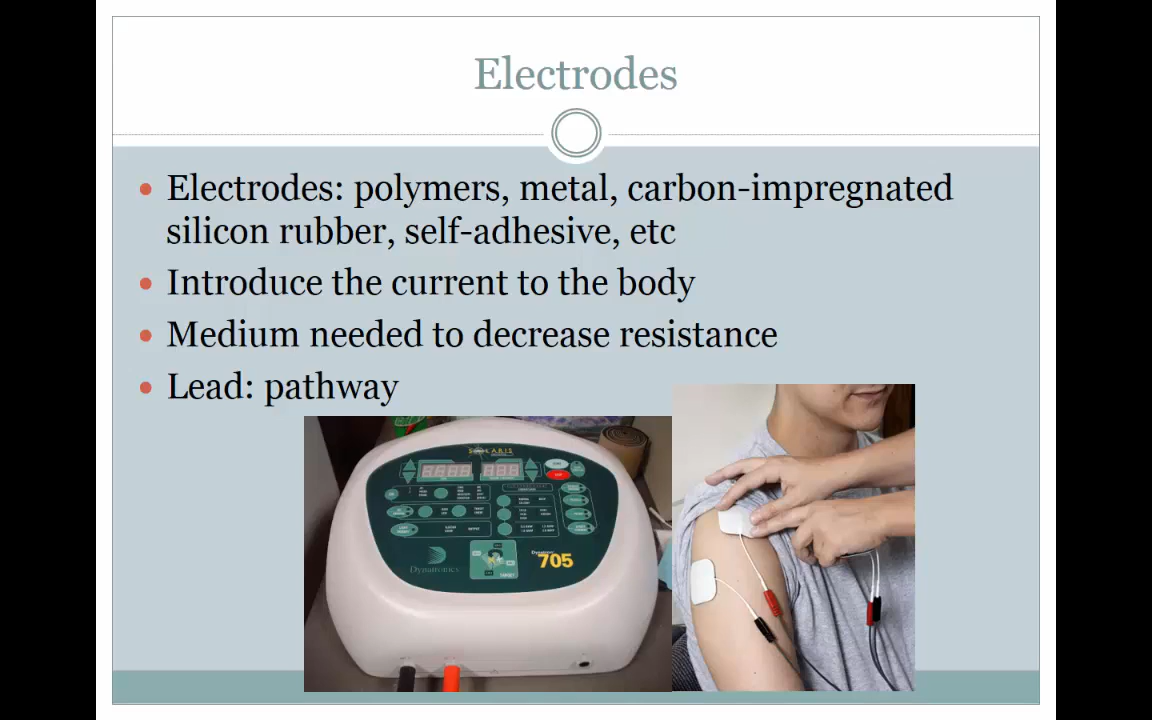 Electrodes
Electrodes: polymers, metal, carbon-impregnated
silicon rubber, self-adhesive, etc
Introduce the current to the body
Medium needed to decrease resistance
Lead: pathway
Dynatronics
Dynatron
705